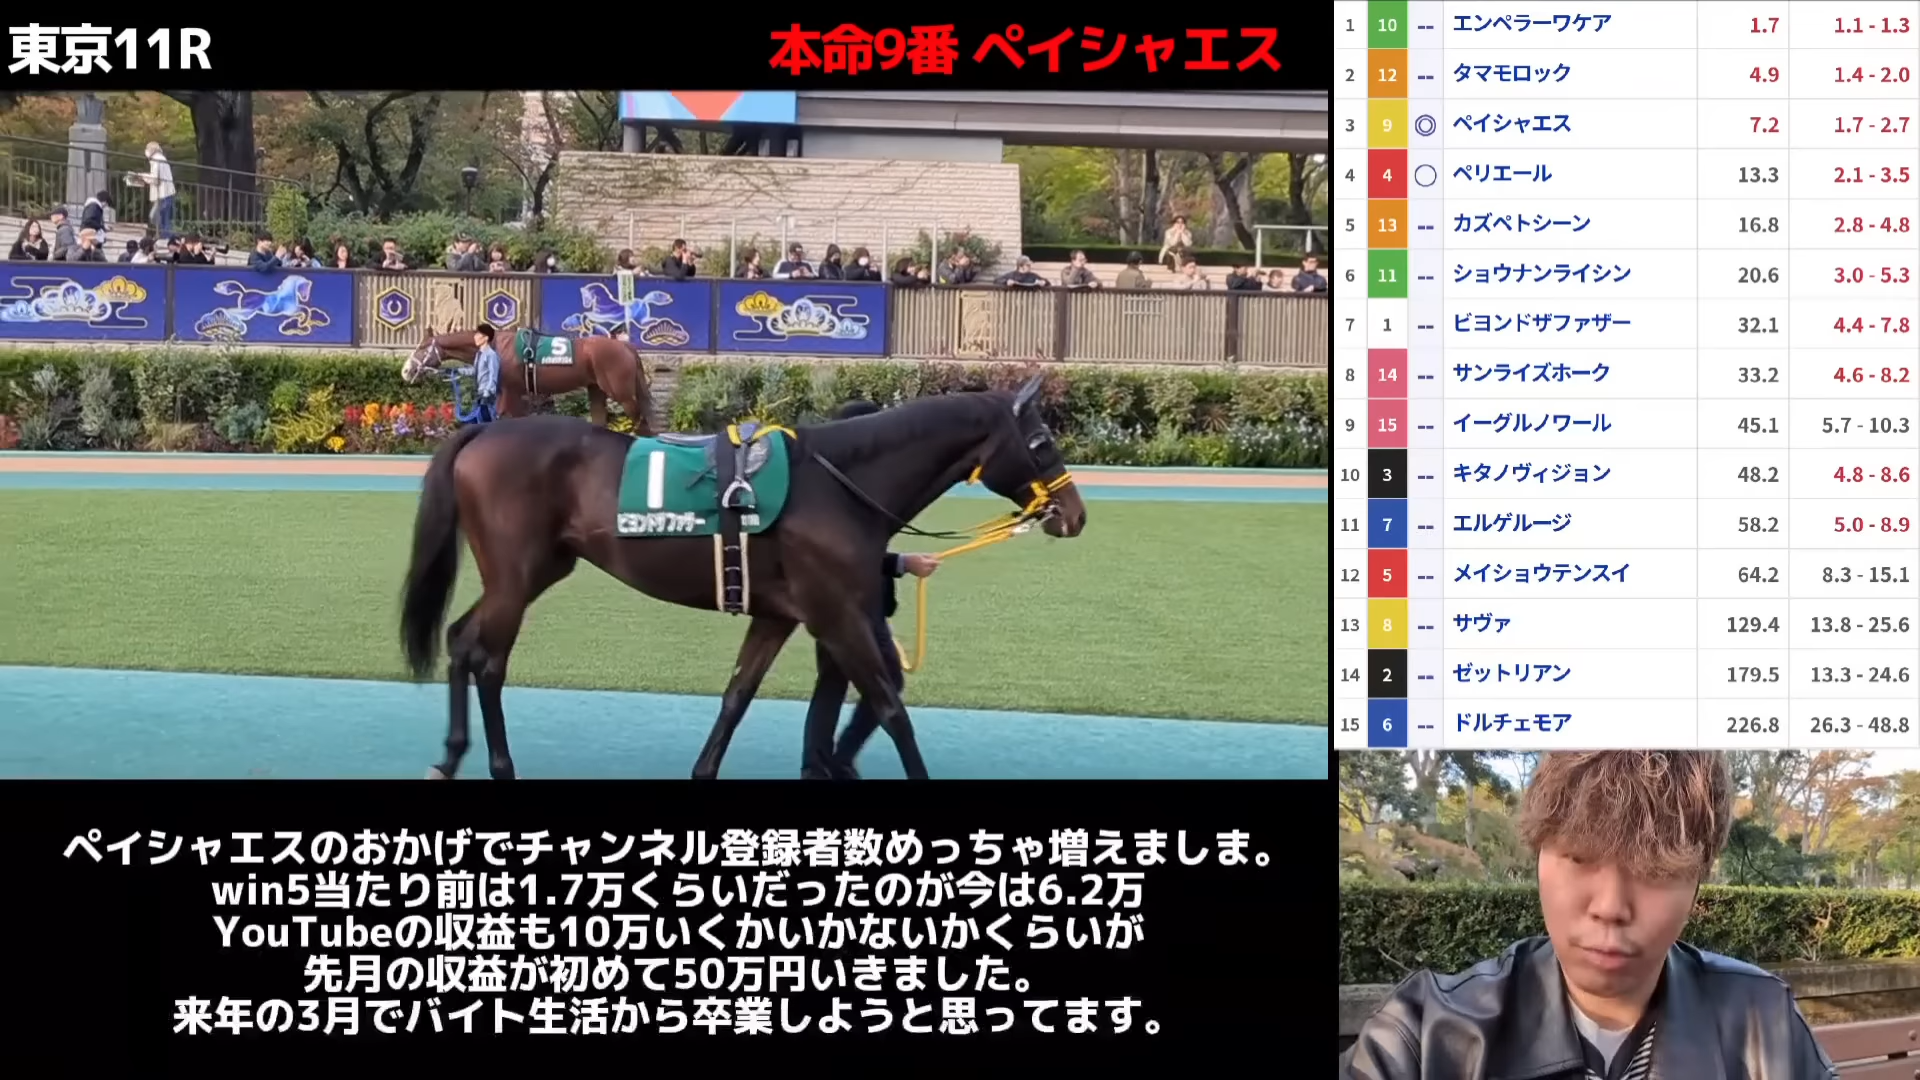 東京11R
本命9番 ペイシャエス
5
1
ビヨンドザファザー
ペイシャエスのおかげでチャンネル登録者数めっちゃ増えましま。
win5当たり前は1.7万くらいだったのが今は6.2万
YouTubeの収益も10万いくかいかないかくらいが
先月の収益が初めて50万円いきました。
来年の3月でバイト生活から卒業しようと思ってます。
1 10 -- エンペラーワケア 1.7 1.1 - 1.3
2 12 -- タマモロック 4.9 1.4 - 2.0
3 9 ◎ ペイシャエス 7.2 1.7 - 2.7
4 4 ○ ペリエール 13.3 2.1 - 3.5
5 13 -- カズペトシーン 16.8 2.8 - 4.8
6 11 -- ショウナンライシン 20.6 3.0 - 5.3
7 1 -- ビヨンドザファザー 32.1 4.4 - 7.8
8 14 -- サンライズホーク 33.2 4.6 - 8.2
9 15 -- イーグルノワール 45.1 5.7 - 10.3
10 3 -- キタノヴィジョン 48.2 4.8 - 8.6
11 7 -- エルゲルージ 58.2 5.0 - 8.9
12 5 -- メイショウテンスイ 64.2 8.3 - 15.1
13 8 -- サヴァ 129.4 13.8 - 25.6
14 2 -- ゼットリアン 179.5 13.3 - 24.6
15 6 -- ドルチェモア 226.8 26.3 - 48.8